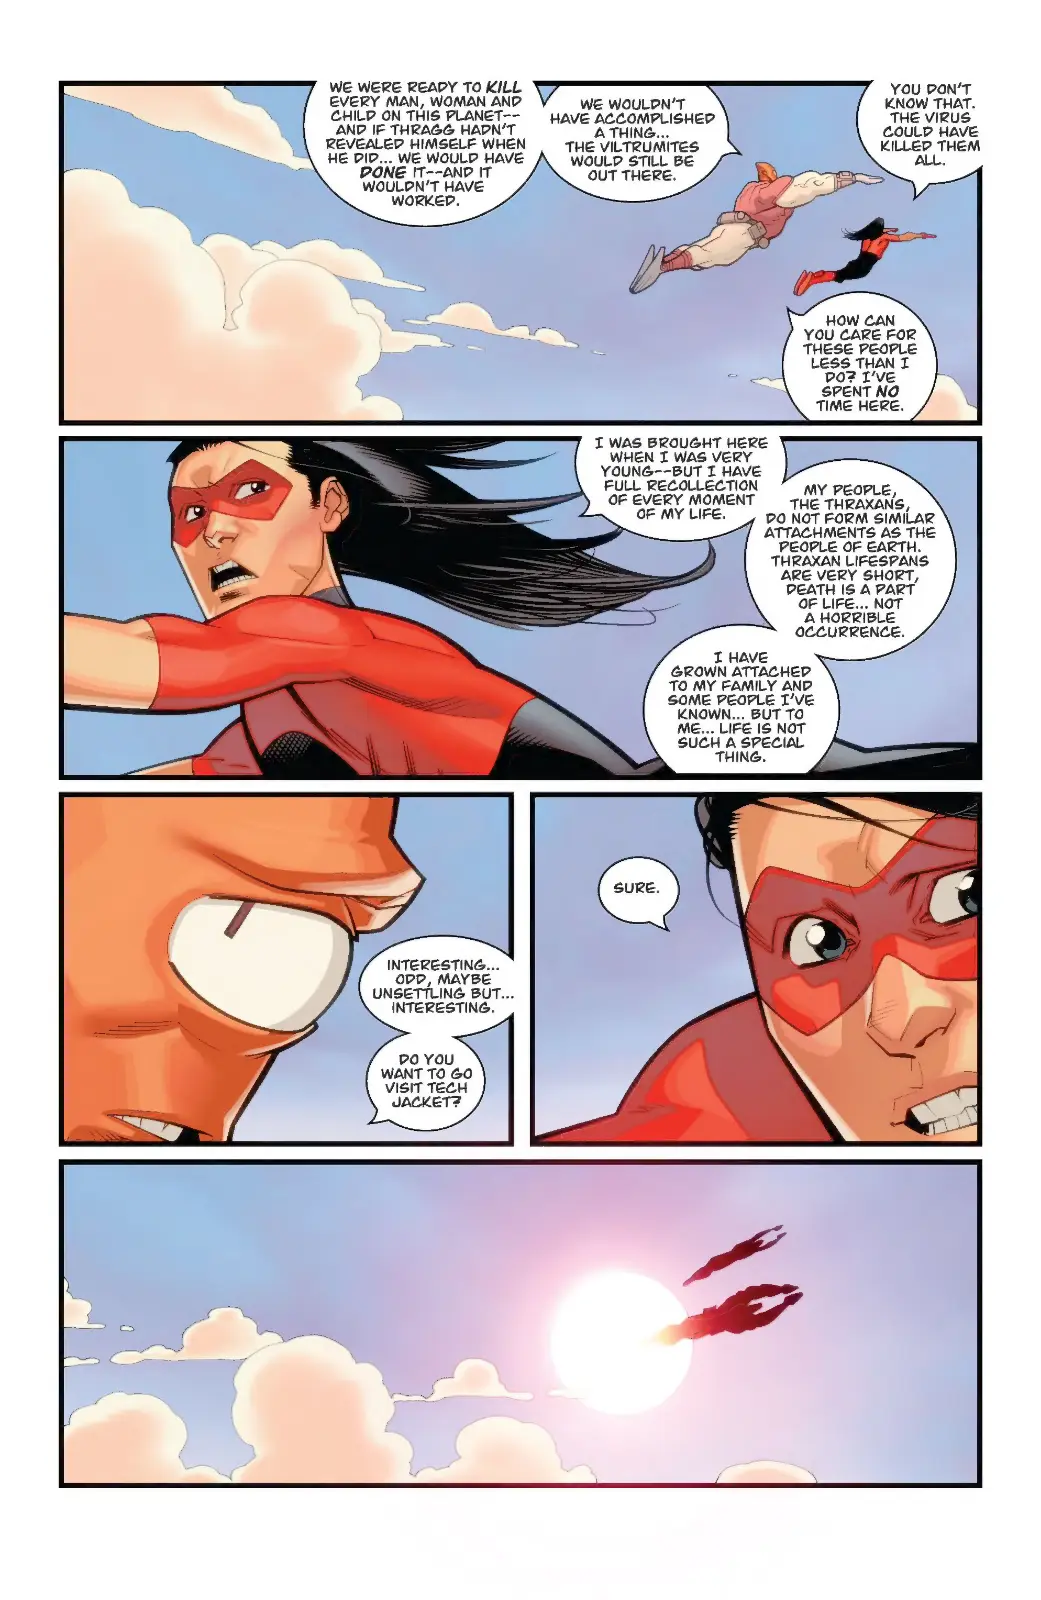 WE WERE READY TO KILL
EVERY MAN, WOMAN AND
CHILD ON THIS PLANET--
AND IF THRAGG HADN'T
REVEALED HIMSELF WHEN
HE DID... WE WOULD HAVE
DONE IT--AND IT
WOULDN'T HAVE
WORKED.
WE WOULDN'T
HAVE ACCOMPLISHED
A THING...
THE VILTRUMITES
WOULD STILL BE
OUT THERE.
YOU DON'T
KNOW THAT.
THE VIRUS
COULD HAVE
KILLED THEM
ALL.
HOW CAN
YOU CARE FOR
THESE PEOPLE
LESS THAN I
DO? I'VE
SPENT NO
TIME HERE.
I WAS BROUGHT HERE
WHEN I WAS VERY
YOUNG--BUT I HAVE
FULL RECOLLECTION
OF EVERY MOMENT
OF MY LIFE.
MY PEOPLE,
THE THRAXANS,
DO NOT FORM SIMILAR
ATTACHMENTS AS THE
PEOPLE OF EARTH.
THRAXAN LIFESPANS
ARE VERY SHORT,
DEATH IS A PART
OF LIFE... NOT
A HORRIBLE
OCCURRENCE.
I HAVE
GROWN ATTACHED
TO MY FAMILY AND
SOME PEOPLE I'VE
KNOWN... BUT TO
ME... LIFE IS NOT
SUCH A SPECIAL
THING.
INTERESTING...
ODD, MAYBE
UNSETTLING BUT...
INTERESTING.
DO YOU
WANT TO GO
VISIT TECH
JACKET?
SURE.